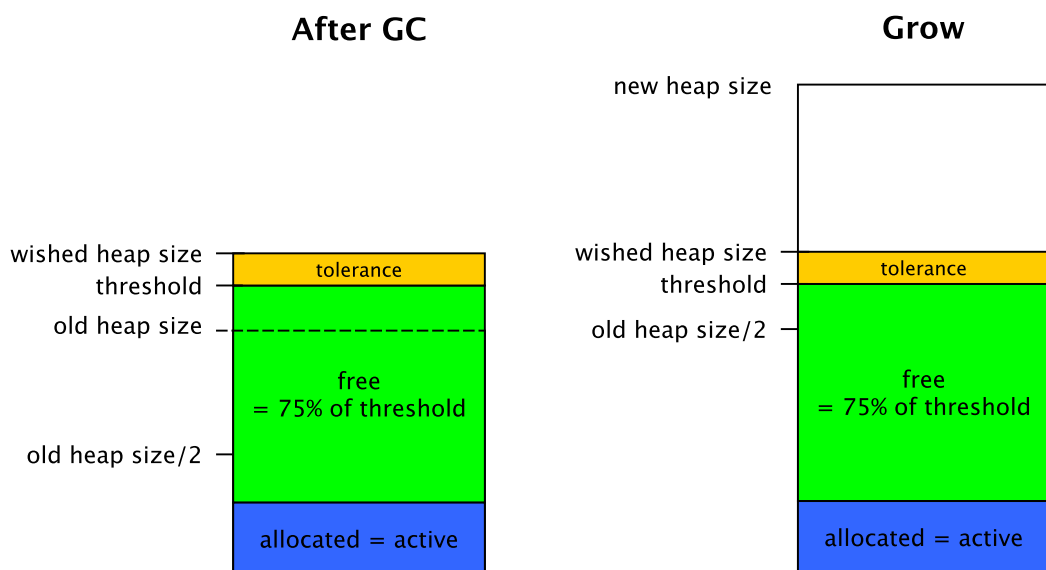 After GC
wished heap size
tolerance
threshold
old heap size
free
= 75% of threshold
old heap size/2
allocated = active
Grow
new heap size
wished heap size
tolerance
threshold
old heap size/2
free
= 75% of threshold
allocated = active